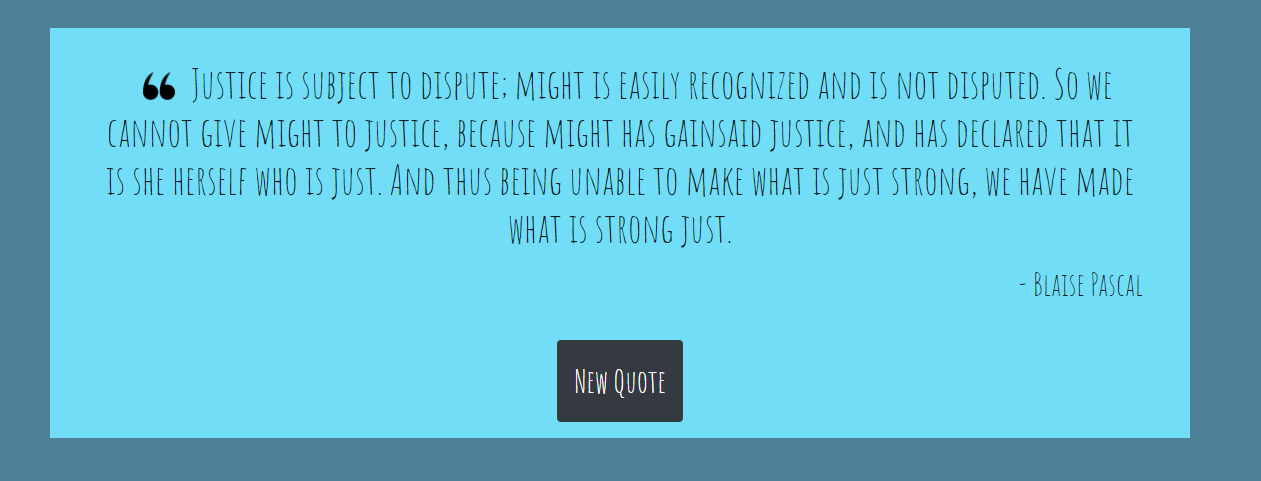 ❝ Justice is subject to dispute; might is easily recognized and is not disputed. So we
cannot give might to justice, because might has gainsaid justice, and has declared that it
is she herself who is just. And thus being unable to make what is just strong, we have made
what is strong just.
- Blaise Pascal
New Quote